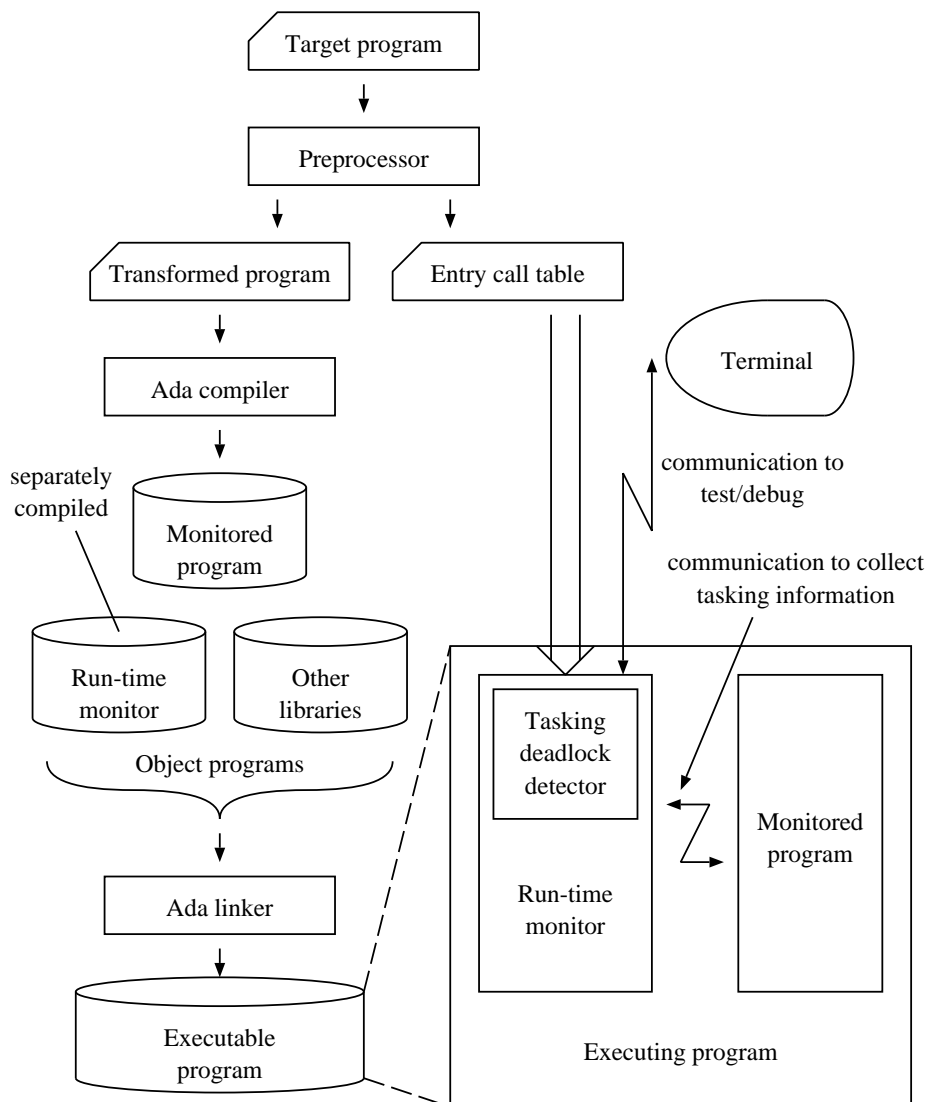 Target program
Preprocessor
Transformed program
Entry call table
Ada compiler
Terminal
separately
compiled
communication to
test/debug
Monitored
program
communication to collect
tasking information
Run-time
monitor
Other
libraries
Object programs
Tasking
deadlock
detector
Monitored
program
Run-time
monitor
Ada linker
Executable
program
Executing program